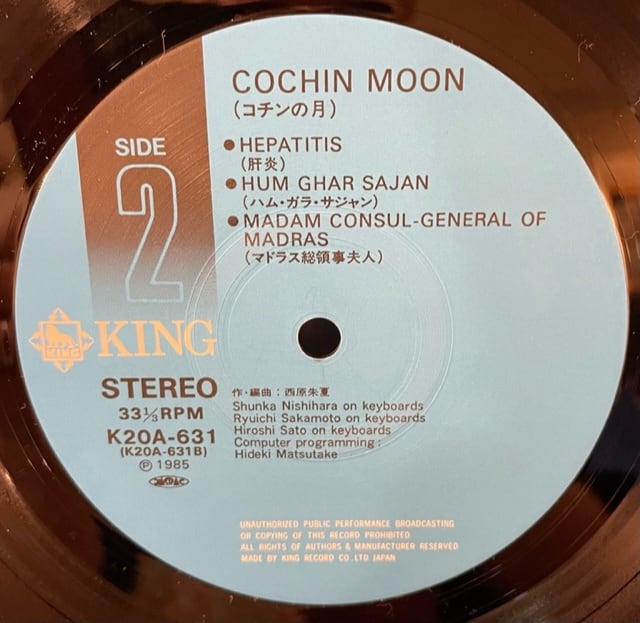 COCHIN MOON
(コチンの月)
SIDE
2
●HEPATITIS
(肝炎)
●HUM GHAR SAJAN
(ハム・ガラ・サジャン)
●MADAM CONSUL-GENERAL OF
MADRAS
(マドラス総領事夫人)
KING
KING
STEREO
33⅓RPM
K20A-631
(K20A-631B)
Ⓟ 1985
JASRAC
作・編曲:西原朱夏
Shunka Nishihara on keyboards
Ryuichi Sakamoto on keyboards
Hiroshi Sato on keyboards
Computer programming:
Hideki Matsutake
UNAUTHORIZED PUBLIC PERFORMANCE BROADCASTING
OR COPYING OF THIS RECORD PROHIBITED
ALL RIGHTS OF AUTHORS & MANUFACTURER RESERVED
MADE BY KING RECORD CO.LTD JAPAN